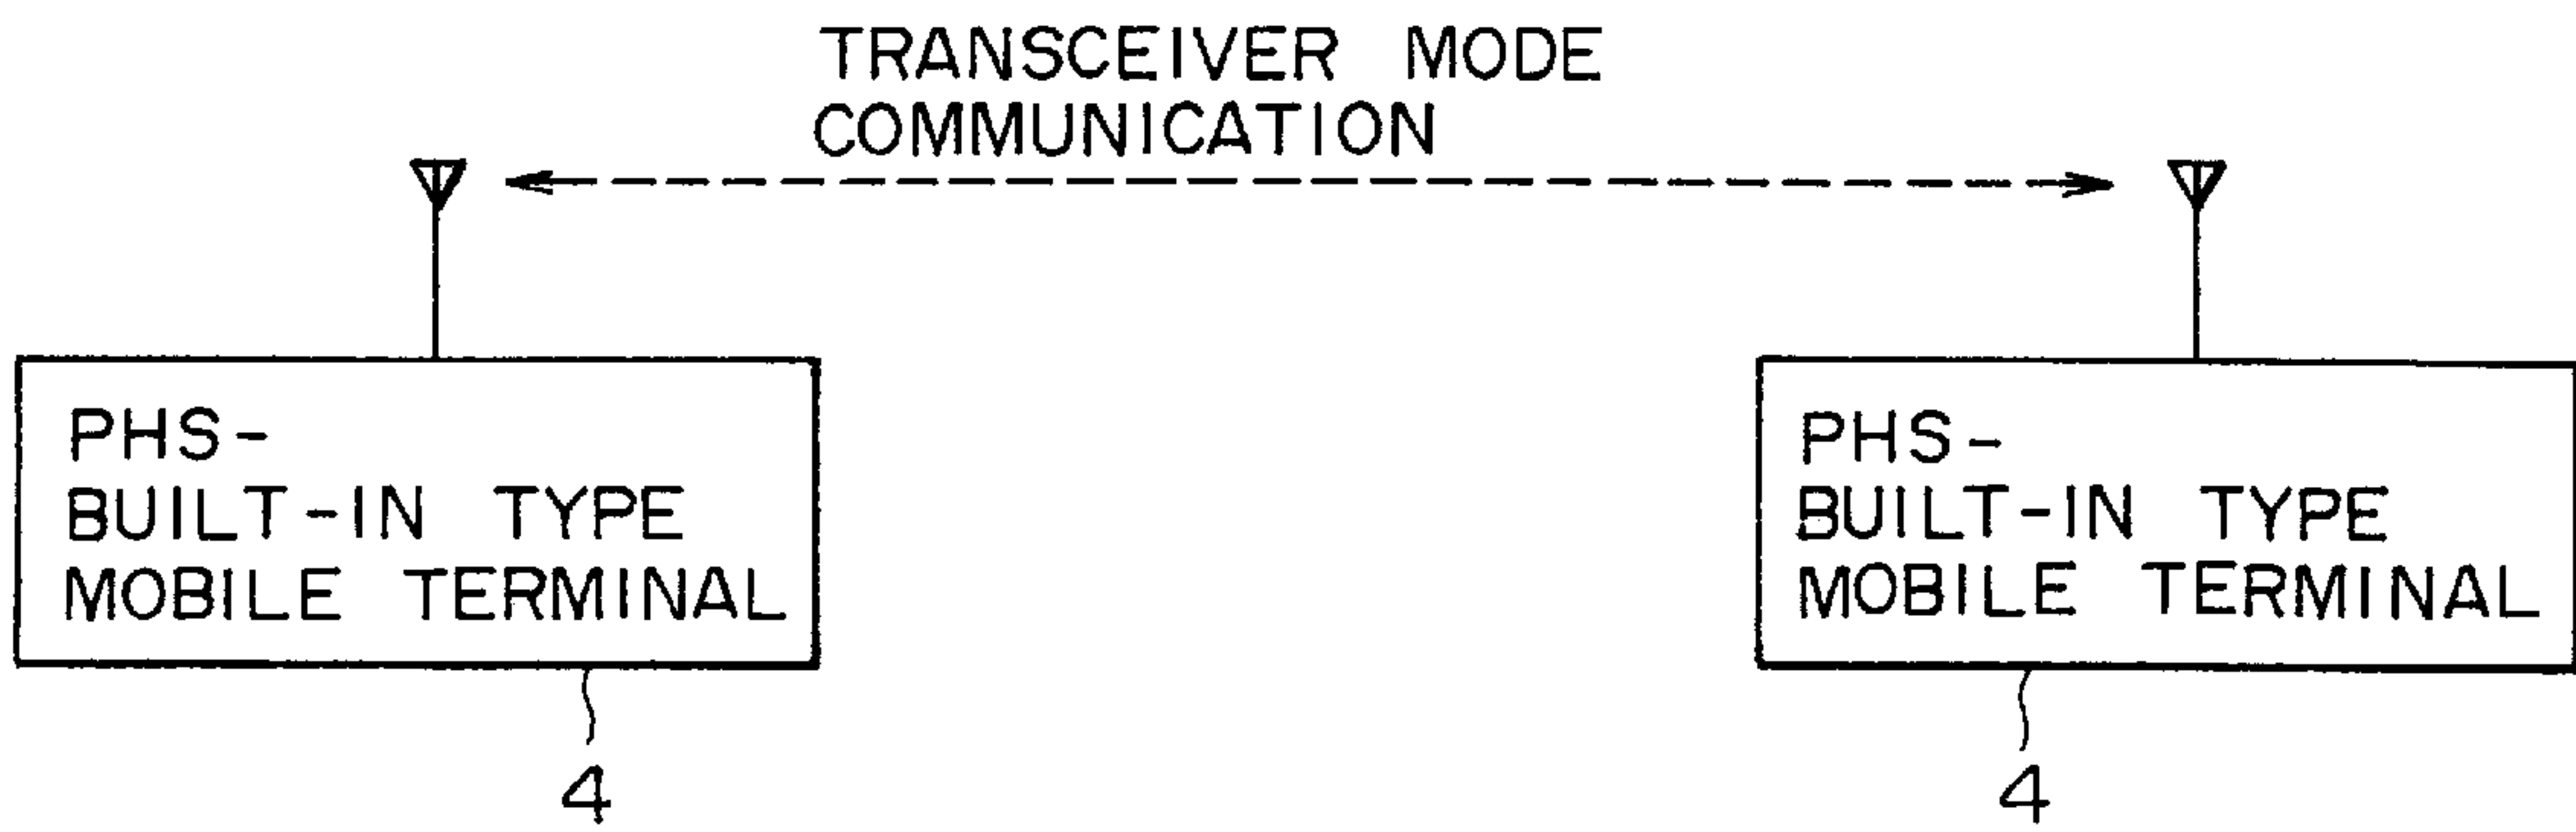 TRANSCEIVER MODE
COMMUNICATION
PHS-
BUILT-IN TYPE
MOBILE TERMINAL
4
PHS-
BUILT-IN TYPE
MOBILE TERMINAL
4